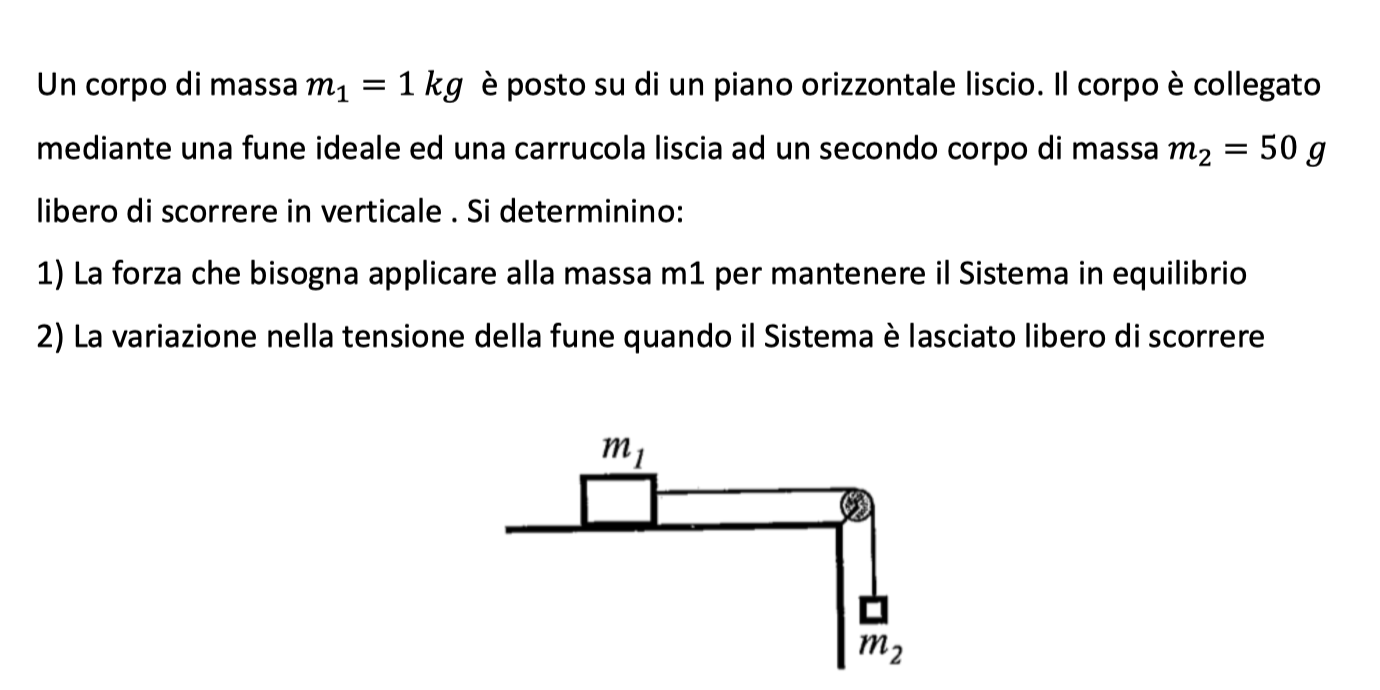 Un corpo di massa m₁ = 1 kg è posto su di un piano orizzontale liscio. Il corpo è collegato
mediante una fune ideale ed una carrucola liscia ad un secondo corpo di massa m₂ = 50 g
libero di scorrere in verticale . Si determinino:
1) La forza che bisogna applicare alla massa m1 per mantenere il Sistema in equilibrio
2) La variazione nella tensione della fune quando il Sistema è lasciato libero di scorrere
m₁
m₂